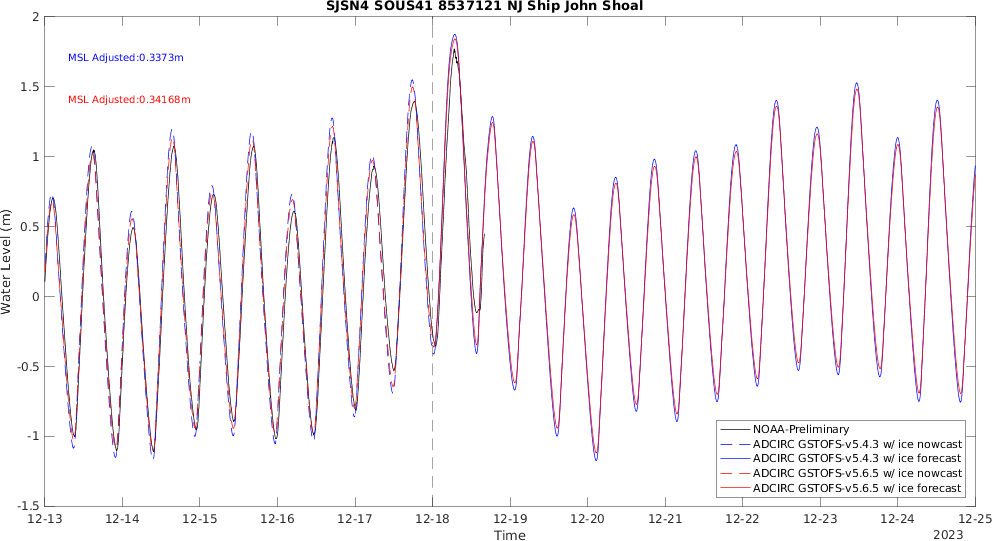 SJSN4 SOUS41 8537121 NJ Ship John Shoal
MSL Adjusted:0.3373m
MSL Adjusted:0.34168m
Water Level (m)
2
1.5
1
0.5
0
-0.5
-1
-1.5
NOAA-Preliminary
ADCIRC GSTOFS-v5.4.3 w/ ice nowcast
ADCIRC GSTOFS-v5.4.3 w/ ice forecast
ADCIRC GSTOFS-v5.6.5 w/ ice nowcast
ADCIRC GSTOFS-v5.6.5 w/ ice forecast
12-13 12-14 12-15 12-16 12-17 12-18 12-19 12-20 12-21 12-22 12-23 12-24 12-25
Time
2023